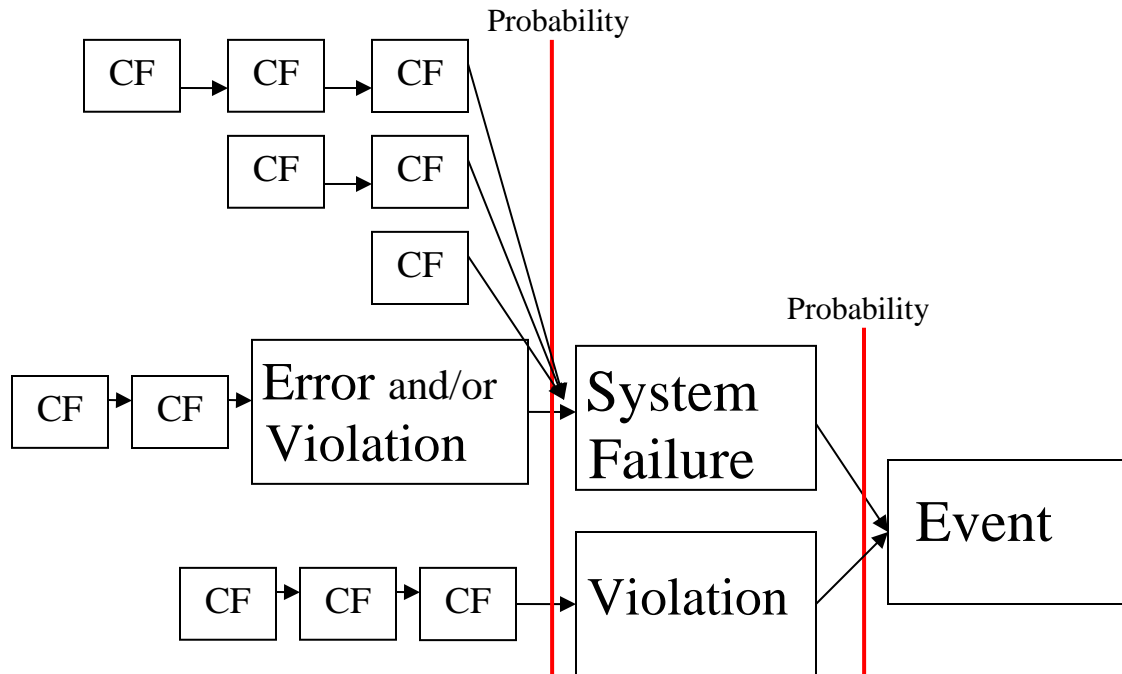 Probability
CF CF CF
CF CF
CF
Probability
Error and/or
Violation
System
Failure
CF CF
Event
CF CF CF
Violation